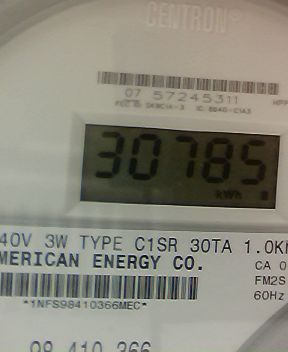 CENTRON®
07 57245311
30785
kWh
40V 3W TYPE C1SR 30TA 1.0K
MERICAN ENERGY CO.
CA 0
FM2S
60Hz
*1NFS98410366MEC*
98 410 366